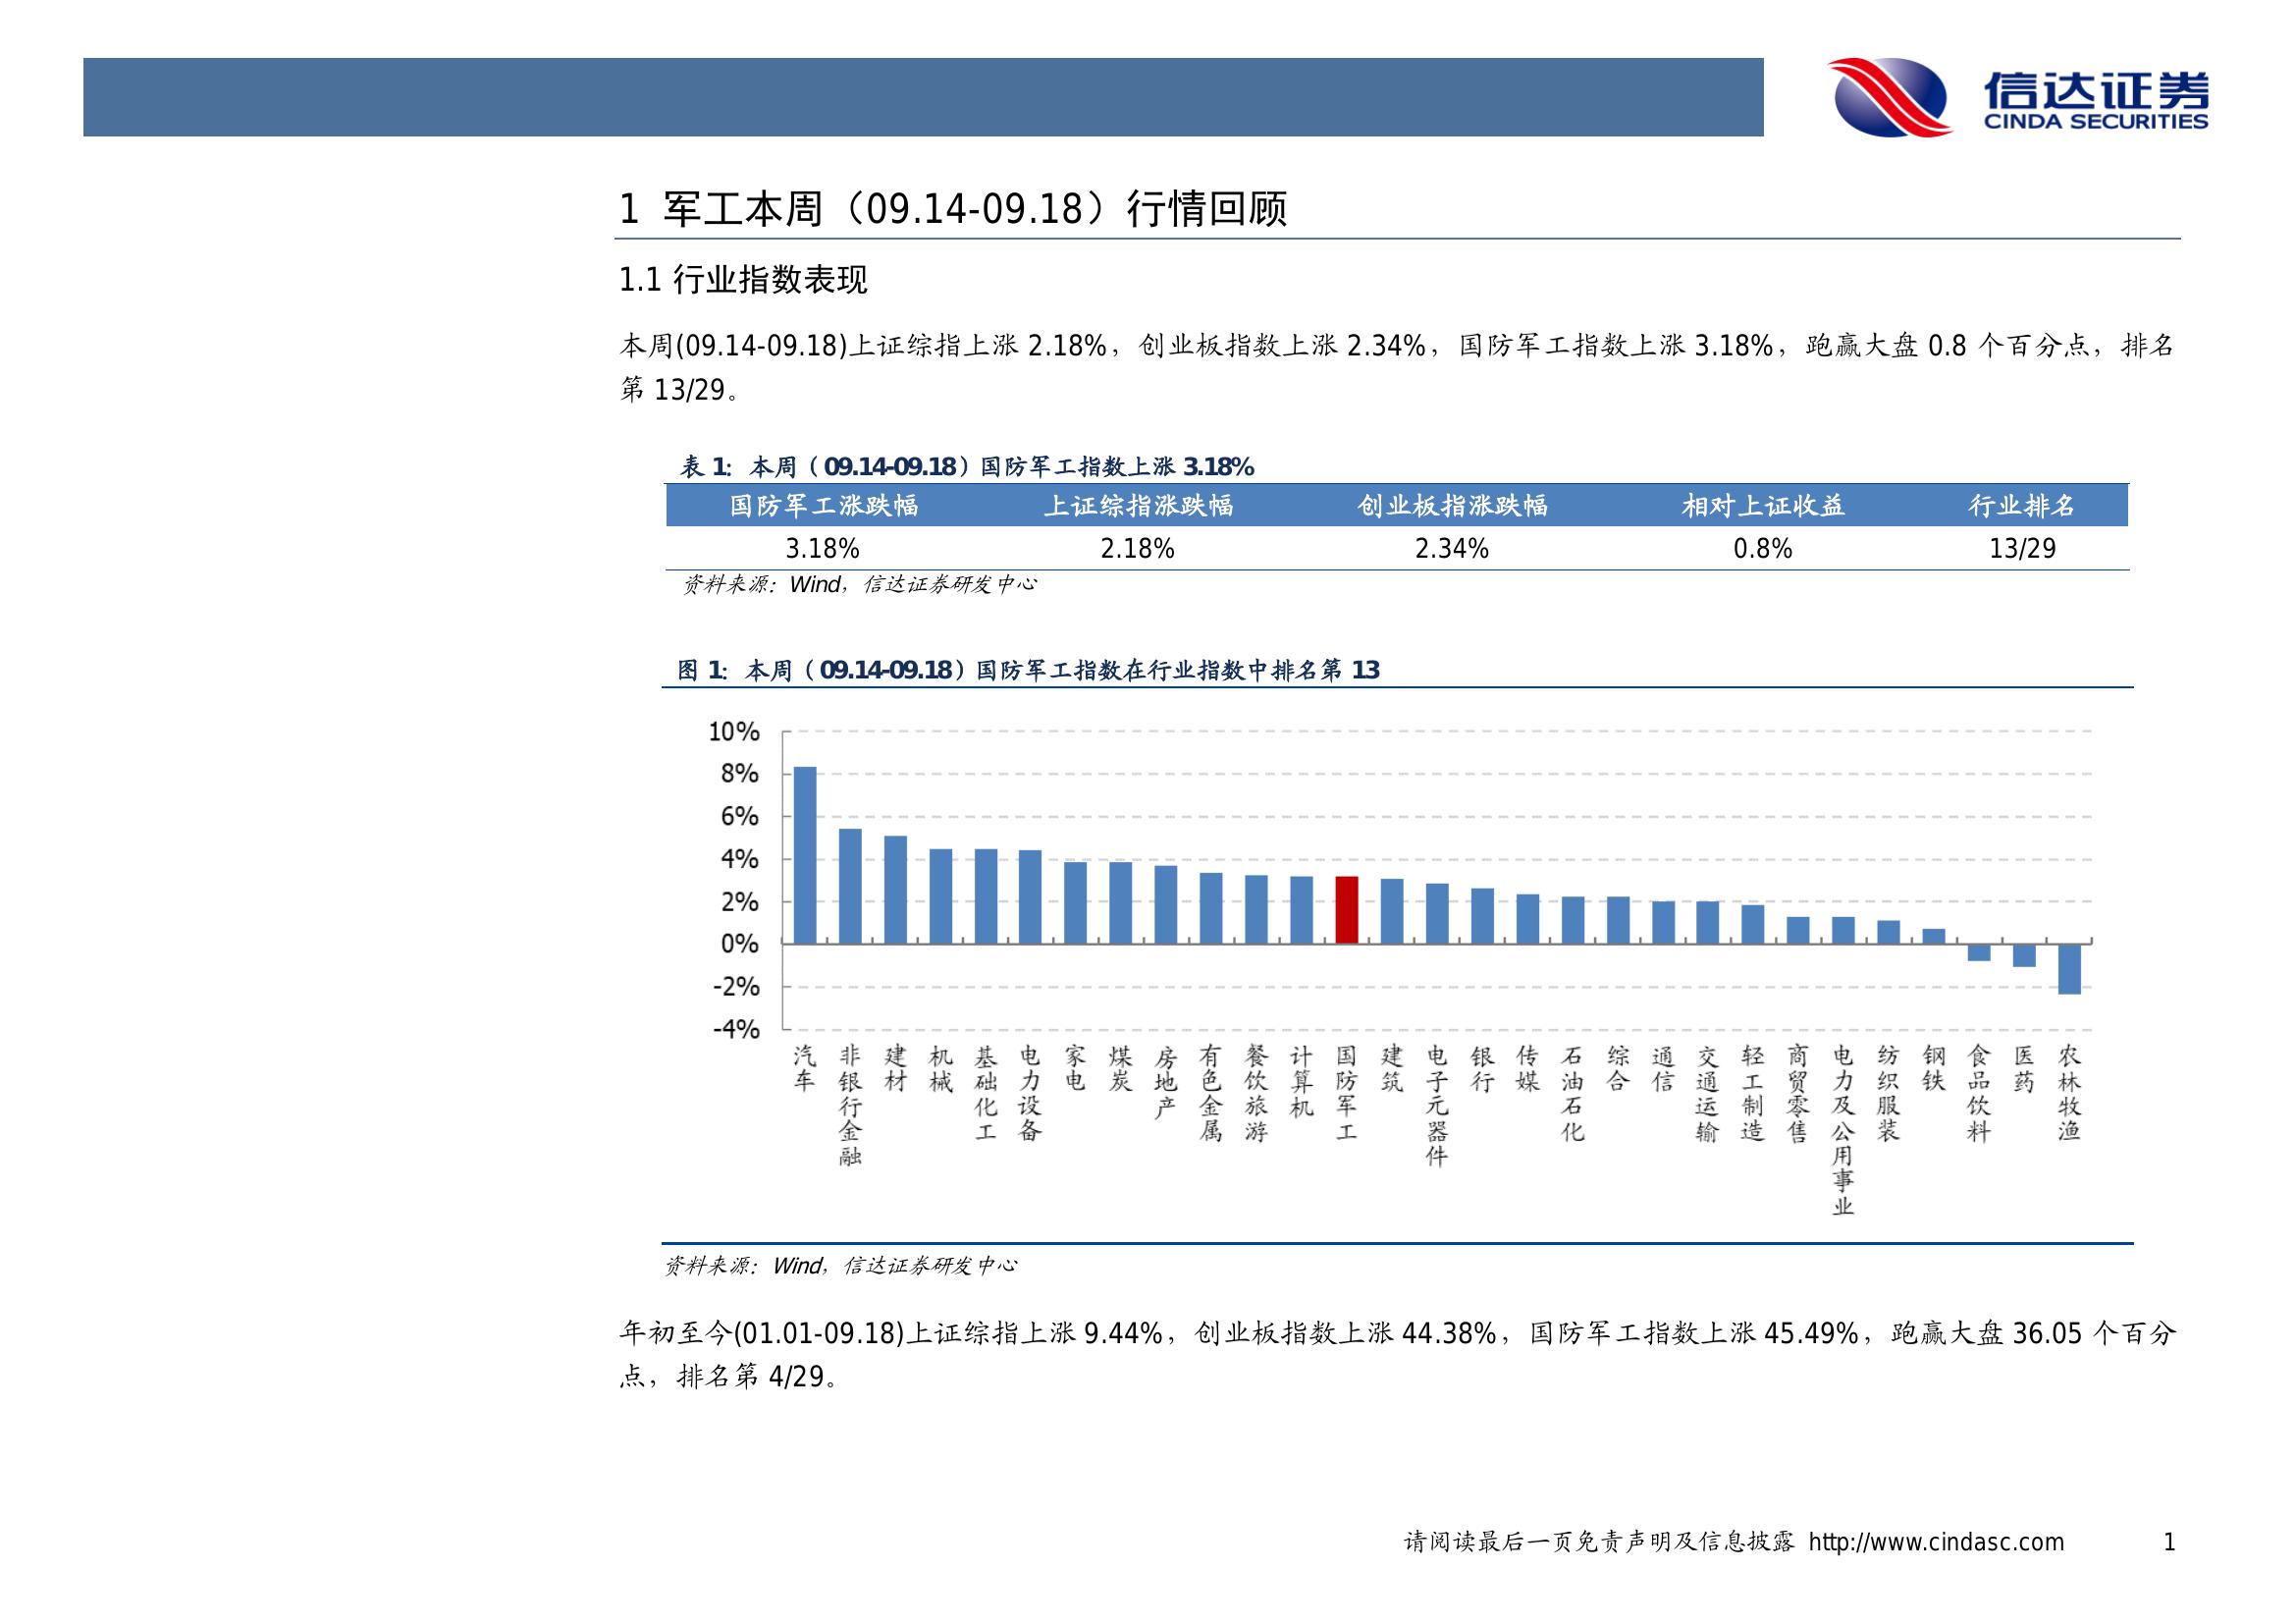 信达证券
CINDA SECURITIES
1 军工本周（09.14-09.18）行情回顾
1.1 行业指数表现
本周(09.14-09.18)上证综指上涨 2.18%，创业板指数上涨 2.34%，国防军工指数上涨 3.18%，跑赢大盘 0.8 个百分点，排名
第 13/29。
表 1: 本周（09.14-09.18）国防军工指数上涨 3.18%
国防军工涨跌幅 上证综指涨跌幅 创业板指涨跌幅 相对上证收益 行业排名
3.18% 2.18% 2.34% 0.8% 13/29
资料来源：Wind，信达证券研发中心
图 1: 本周（09.14-09.18）国防军工指数在行业指数中排名第 13
10%
8%
6%
4%
2%
0%
-2%
-4%
汽车
非银行金融
建材
机械
基础化工
电力设备
家电
煤炭
房地产
有色金属
餐饮旅游
计算机
国防军工
建筑
电子元器件
银行
传媒
石油石化
综合
通信
交通运输
轻工制造
商贸零售
电力及公用事业
纺织服装
钢铁
食品饮料
医药
农林牧渔
资料来源：Wind，信达证券研发中心
年初至今(01.01-09.18)上证综指上涨 9.44%，创业板指数上涨 44.38%，国防军工指数上涨 45.49%，跑赢大盘 36.05 个百分
点，排名第 4/29。
请阅读最后一页免责声明及信息披露 http://www.cindasc.com 1